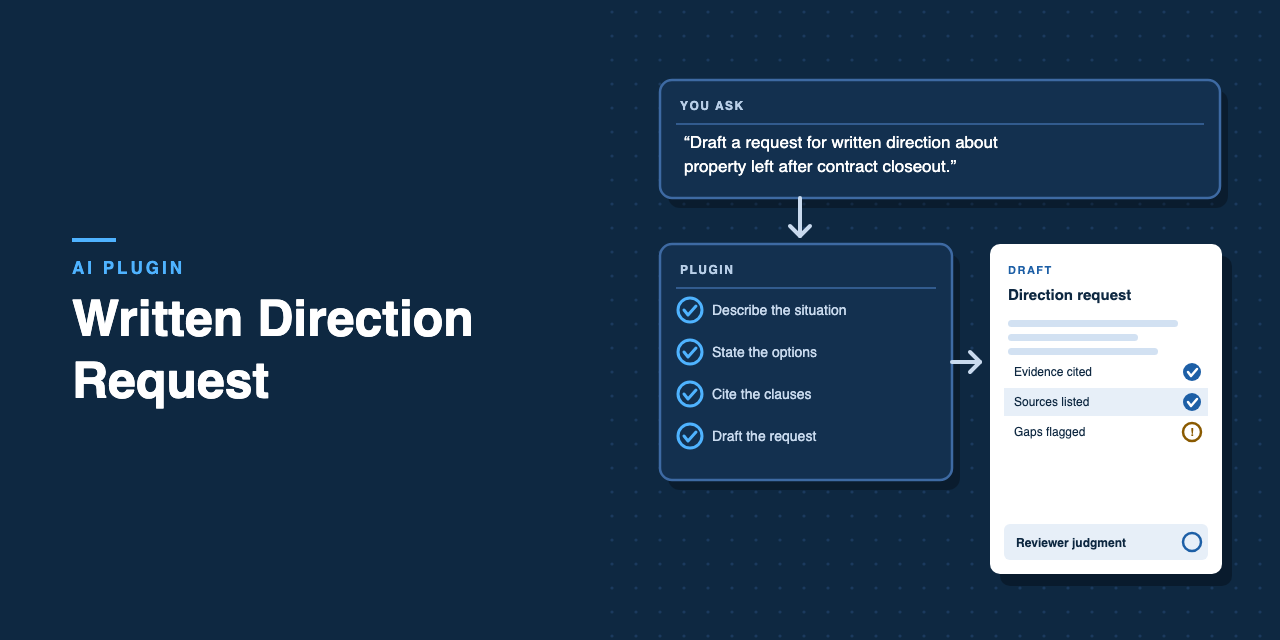 AI PLUGIN
Written Direction
Request
YOU ASK
“Draft a request for written direction about
property left after contract closeout.”
PLUGIN
Describe the situation
State the options
Cite the clauses
Draft the request
DRAFT
Direction request
Evidence cited
Sources listed
Gaps flagged
!
Reviewer judgment